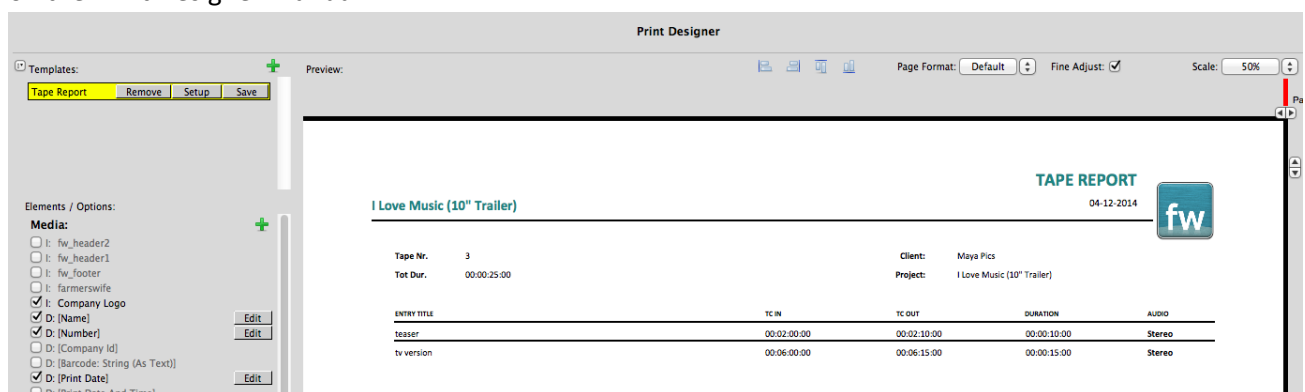 Print Designer
Templates:
Tape Report Remove Setup Save
Preview:
Page Format: Default Fine Adjust: Scale: 50%
Pa
TAPE REPORT
04-12-2014
fw
I Love Music (10" Trailer)
Tape Nr. 3 Client: Maya Pics
Tot Dur. 00:00:25:00 Project: I Love Music (10" Trailer)
ENTRY TITLE TC IN TC OUT DURATION AUDIO
teaser 00:02:00:00 00:02:10:00 00:00:10:00 Stereo
tv version 00:06:00:00 00:06:15:00 00:00:15:00 Stereo
Elements / Options:
Media:
I: fw_header2
I: fw_header1
I: fw_footer
I: farmerswife
I: Company Logo
D: [Name] Edit
D: [Number] Edit
D: [Company Id]
D: [Barcode: String (As Text)]
D: [Print Date] Edit
D: [Print Date And Time]